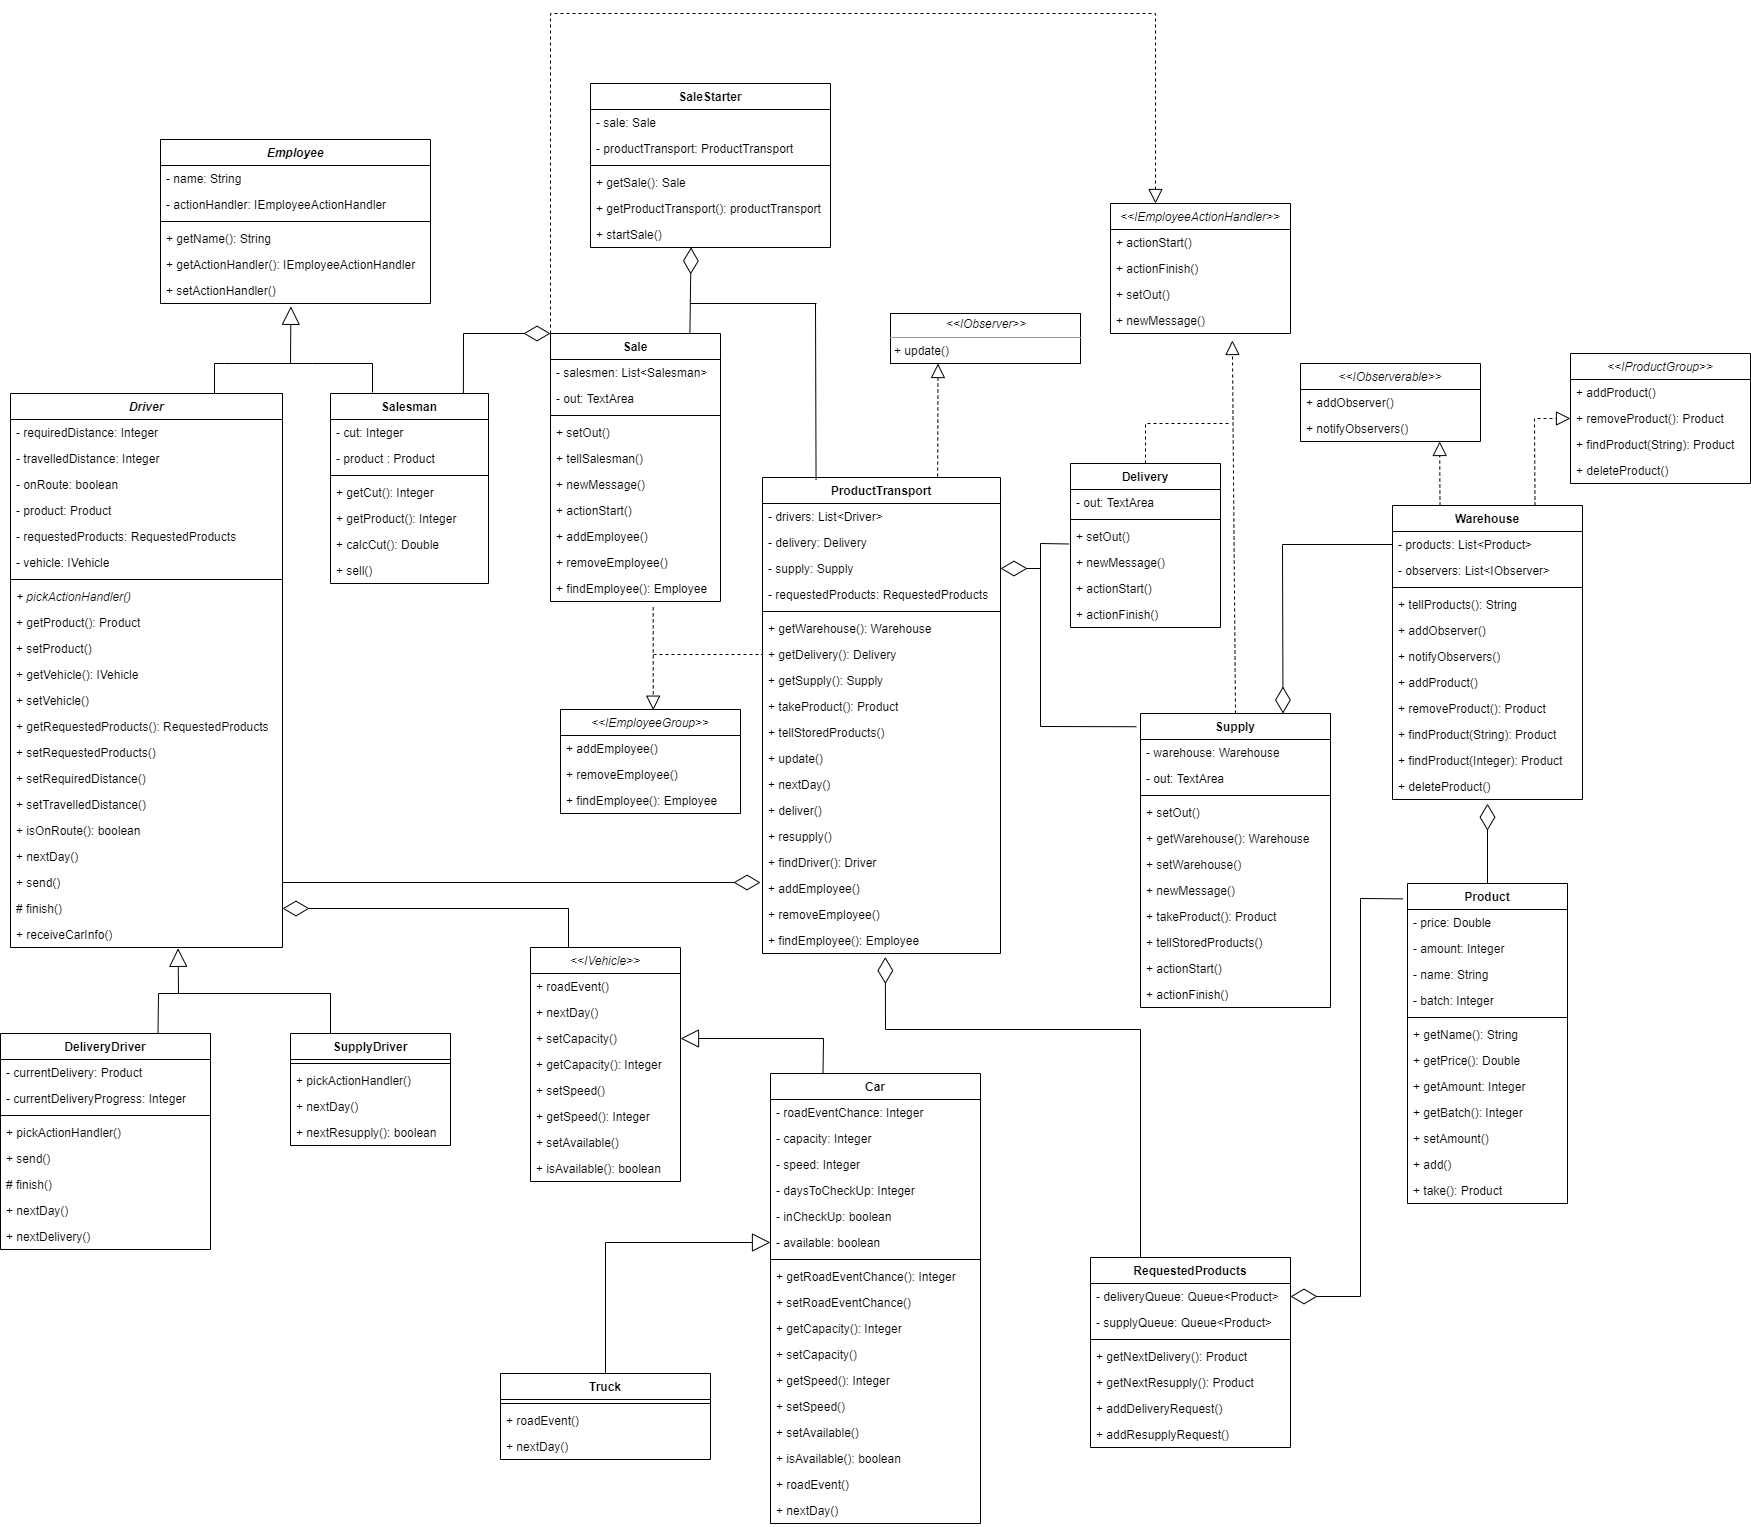 SaleStarter
- sale: Sale
- productTransport: ProductTransport
+ getSale(): Sale
+ getProductTransport(): productTransport
+ startSale()
Employee
- name: String
- actionHandler: IEmployeeActionHandler
+ getName(): String
+ getActionHandler(): IEmployeeActionHandler
+ setActionHandler()
<<IEmployeeActionHandler>>
+ actionStart()
+ actionFinish()
+ setOut()
+ newMessage()
<<IObserver>>
+ update()
Sale
- salesmen: List<Salesman>
- out: TextArea
+ setOut()
+ tellSalesman()
+ newMessage()
+ actionStart()
+ addEmployee()
+ removeEmployee()
+ findEmployee(): Employee
<<IObserverable>>
+ addObserver()
+ notifyObservers()
<<IProductGroup>>
+ addProduct()
+ removeProduct(): Product
+ findProduct(String): Product
+ deleteProduct()
Driver
- requiredDistance: Integer
- travelledDistance: Integer
- onRoute: boolean
- product: Product
- requestedProducts: RequestedProducts
- vehicle: IVehicle
+ pickActionHandler()
+ getProduct(): Product
+ setProduct()
+ getVehicle(): IVehicle
+ setVehicle()
+ getRequestedProducts(): RequestedProducts
+ setRequestedProducts()
+ setRequiredDistance()
+ setTravelledDistance()
+ isOnRoute(): boolean
+ nextDay()
+ send()
# finish()
+ receiveCarInfo()
Salesman
- cut: Integer
- product : Product
+ getCut(): Integer
+ getProduct(): Integer
+ calcCut(): Double
+ sell()
ProductTransport
- drivers: List<Driver>
- delivery: Delivery
- supply: Supply
- requestedProducts: RequestedProducts
+ getWarehouse(): Warehouse
+ getDelivery(): Delivery
+ getSupply(): Supply
+ takeProduct(): Product
+ tellStoredProducts()
+ update()
+ nextDay()
+ deliver()
+ resupply()
+ findDriver(): Driver
+ addEmployee()
+ removeEmployee()
+ findEmployee(): Employee
Delivery
- out: TextArea
+ setOut()
+ newMessage()
+ actionStart()
+ actionFinish()
Warehouse
- products: List<Product>
- observers: List<IObserver>
+ tellProducts(): String
+ addObserver()
+ notifyObservers()
+ addProduct()
+ removeProduct(): Product
+ findProduct(String): Product
+ findProduct(Integer): Product
+ deleteProduct()
<<IEmployeeGroup>>
+ addEmployee()
+ removeEmployee()
+ findEmployee(): Employee
Supply
- warehouse: Warehouse
- out: TextArea
+ setOut()
+ getWarehouse(): Warehouse
+ setWarehouse()
+ newMessage()
+ takeProduct(): Product
+ tellStoredProducts()
+ actionStart()
+ actionFinish()
Product
- price: Double
- amount: Integer
- name: String
- batch: Integer
+ getName(): String
+ getPrice(): Double
+ getAmount: Integer
+ getBatch(): Integer
+ setAmount()
+ add()
+ take(): Product
<<IVehicle>>
+ roadEvent()
+ nextDay()
+ setCapacity()
+ getCapacity(): Integer
+ setSpeed()
+ getSpeed(): Integer
+ setAvailable()
+ isAvailable(): boolean
DeliveryDriver
- currentDelivery: Product
- currentDeliveryProgress: Integer
+ pickActionHandler()
+ send()
# finish()
+ nextDay()
+ nextDelivery()
SupplyDriver
+ pickActionHandler()
+ nextDay()
+ nextResupply(): boolean
Car
- roadEventChance: Integer
- capacity: Integer
- speed: Integer
- daysToCheckUp: Integer
- inCheckUp: boolean
- available: boolean
+ getRoadEventChance(): Integer
+ setRoadEventChance()
+ getCapacity(): Integer
+ setCapacity()
+ getSpeed(): Integer
+ setSpeed()
+ setAvailable()
+ isAvailable(): boolean
+ roadEvent()
+ nextDay()
RequestedProducts
- deliveryQueue: Queue<Product>
- supplyQueue: Queue<Product>
+ getNextDelivery(): Product
+ getNextResupply(): Product
+ addDeliveryRequest()
+ addResupplyRequest()
Truck
+ roadEvent()
+ nextDay()